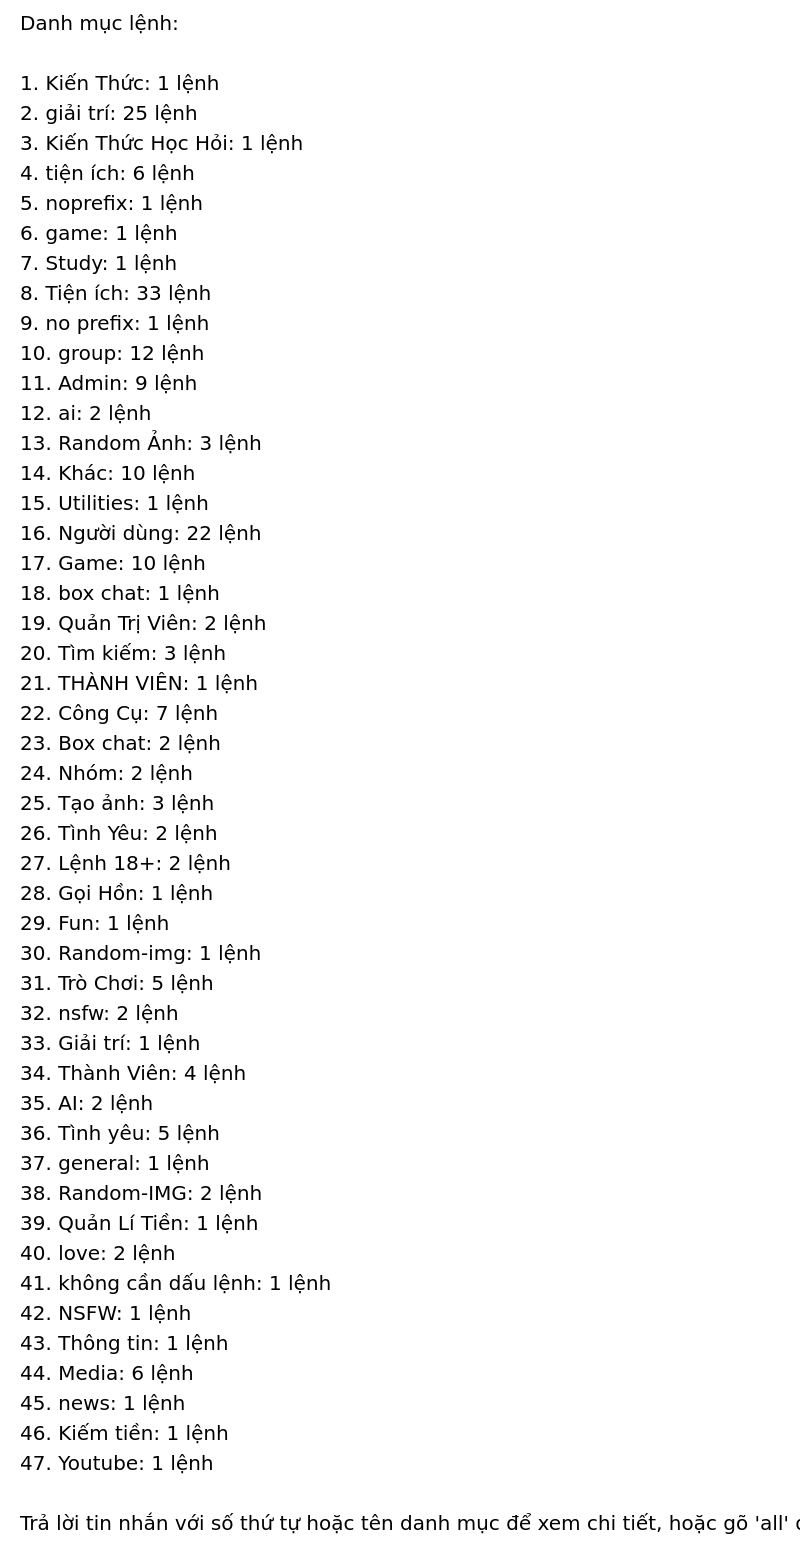 Danh mục lệnh:
1. Kiến Thức: 1 lệnh
2. giải trí: 25 lệnh
3. Kiến Thức Học Hỏi: 1 lệnh
4. tiện ích: 6 lệnh
5. noprefix: 1 lệnh
6. game: 1 lệnh
7. Study: 1 lệnh
8. Tiện ích: 33 lệnh
9. no prefix: 1 lệnh
10. group: 12 lệnh
11. Admin: 9 lệnh
12. ai: 2 lệnh
13. Random Ảnh: 3 lệnh
14. Khác: 10 lệnh
15. Utilities: 1 lệnh
16. Người dùng: 22 lệnh
17. Game: 10 lệnh
18. box chat: 1 lệnh
19. Quản Trị Viên: 2 lệnh
20. Tìm kiếm: 3 lệnh
21. THÀNH VIÊN: 1 lệnh
22. Công Cụ: 7 lệnh
23. Box chat: 2 lệnh
24. Nhóm: 2 lệnh
25. Tạo ảnh: 3 lệnh
26. Tình Yêu: 2 lệnh
27. Lệnh 18+: 2 lệnh
28. Gọi Hồn: 1 lệnh
29. Fun: 1 lệnh
30. Random-img: 1 lệnh
31. Trò Chơi: 5 lệnh
32. nsfw: 2 lệnh
33. Giải trí: 1 lệnh
34. Thành Viên: 4 lệnh
35. AI: 2 lệnh
36. Tình yêu: 5 lệnh
37. general: 1 lệnh
38. Random-IMG: 2 lệnh
39. Quản Lí Tiền: 1 lệnh
40. love: 2 lệnh
41. không cần dấu lệnh: 1 lệnh
42. NSFW: 1 lệnh
43. Thông tin: 1 lệnh
44. Media: 6 lệnh
45. news: 1 lệnh
46. Kiếm tiền: 1 lệnh
47. Youtube: 1 lệnh
Trả lời tin nhắn với số thứ tự hoặc tên danh mục để xem chi tiết, hoặc gõ 'all'